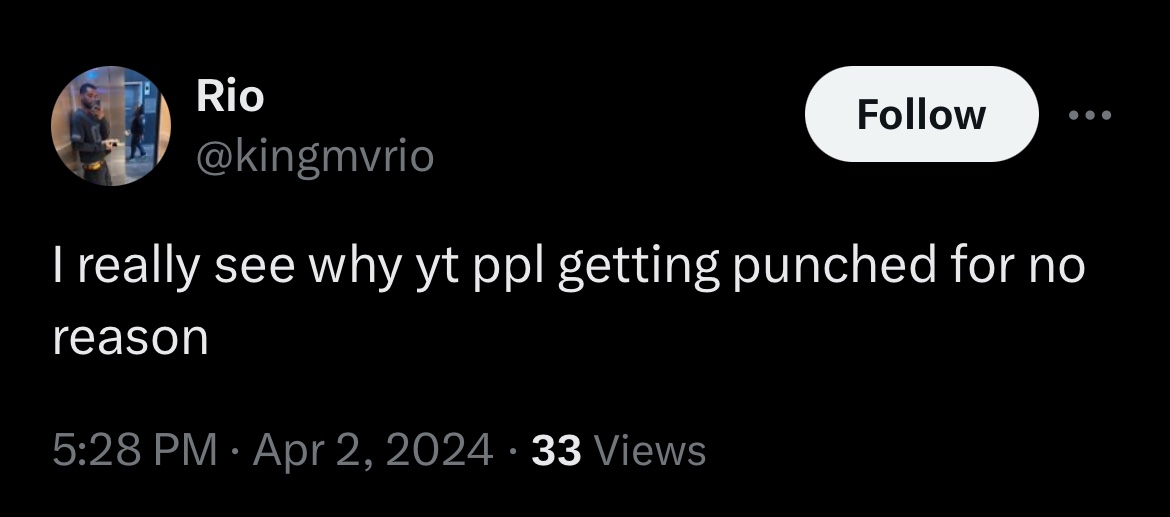 Rio
@kingmvrio
Follow
I really see why yt ppl getting punched for no
reason
5:28 PM · Apr 2, 2024 · 33 Views